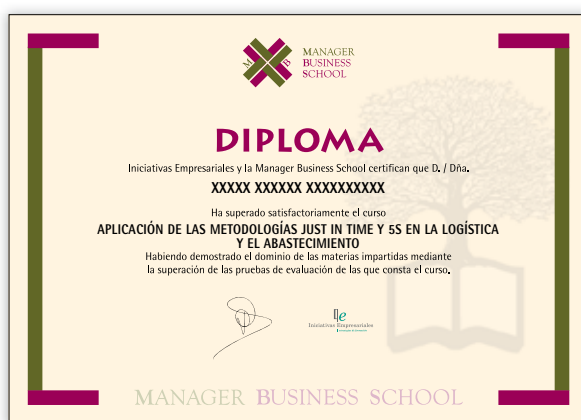 M B
MANAGER
BUSINESS
SCHOOL
DIPLOMA
Iniciativas Empresariales y la Manager Business School certifican que D. / Dña.
XXXXX XXXXXX XXXXXXXXXX
Ha superado satisfactoriamente el curso
APLICACIÓN DE LAS METODOLOGÍAS JUST IN TIME Y 5S EN LA LOGÍSTICA
Y EL ABASTECIMIENTO
Habiendo demostrado el dominio de las materias impartidas mediante
la superación de las pruebas de evaluación de las que consta el curso.
Ie
Iniciativas Empresariales
MANAGER BUSINESS SCHOOL